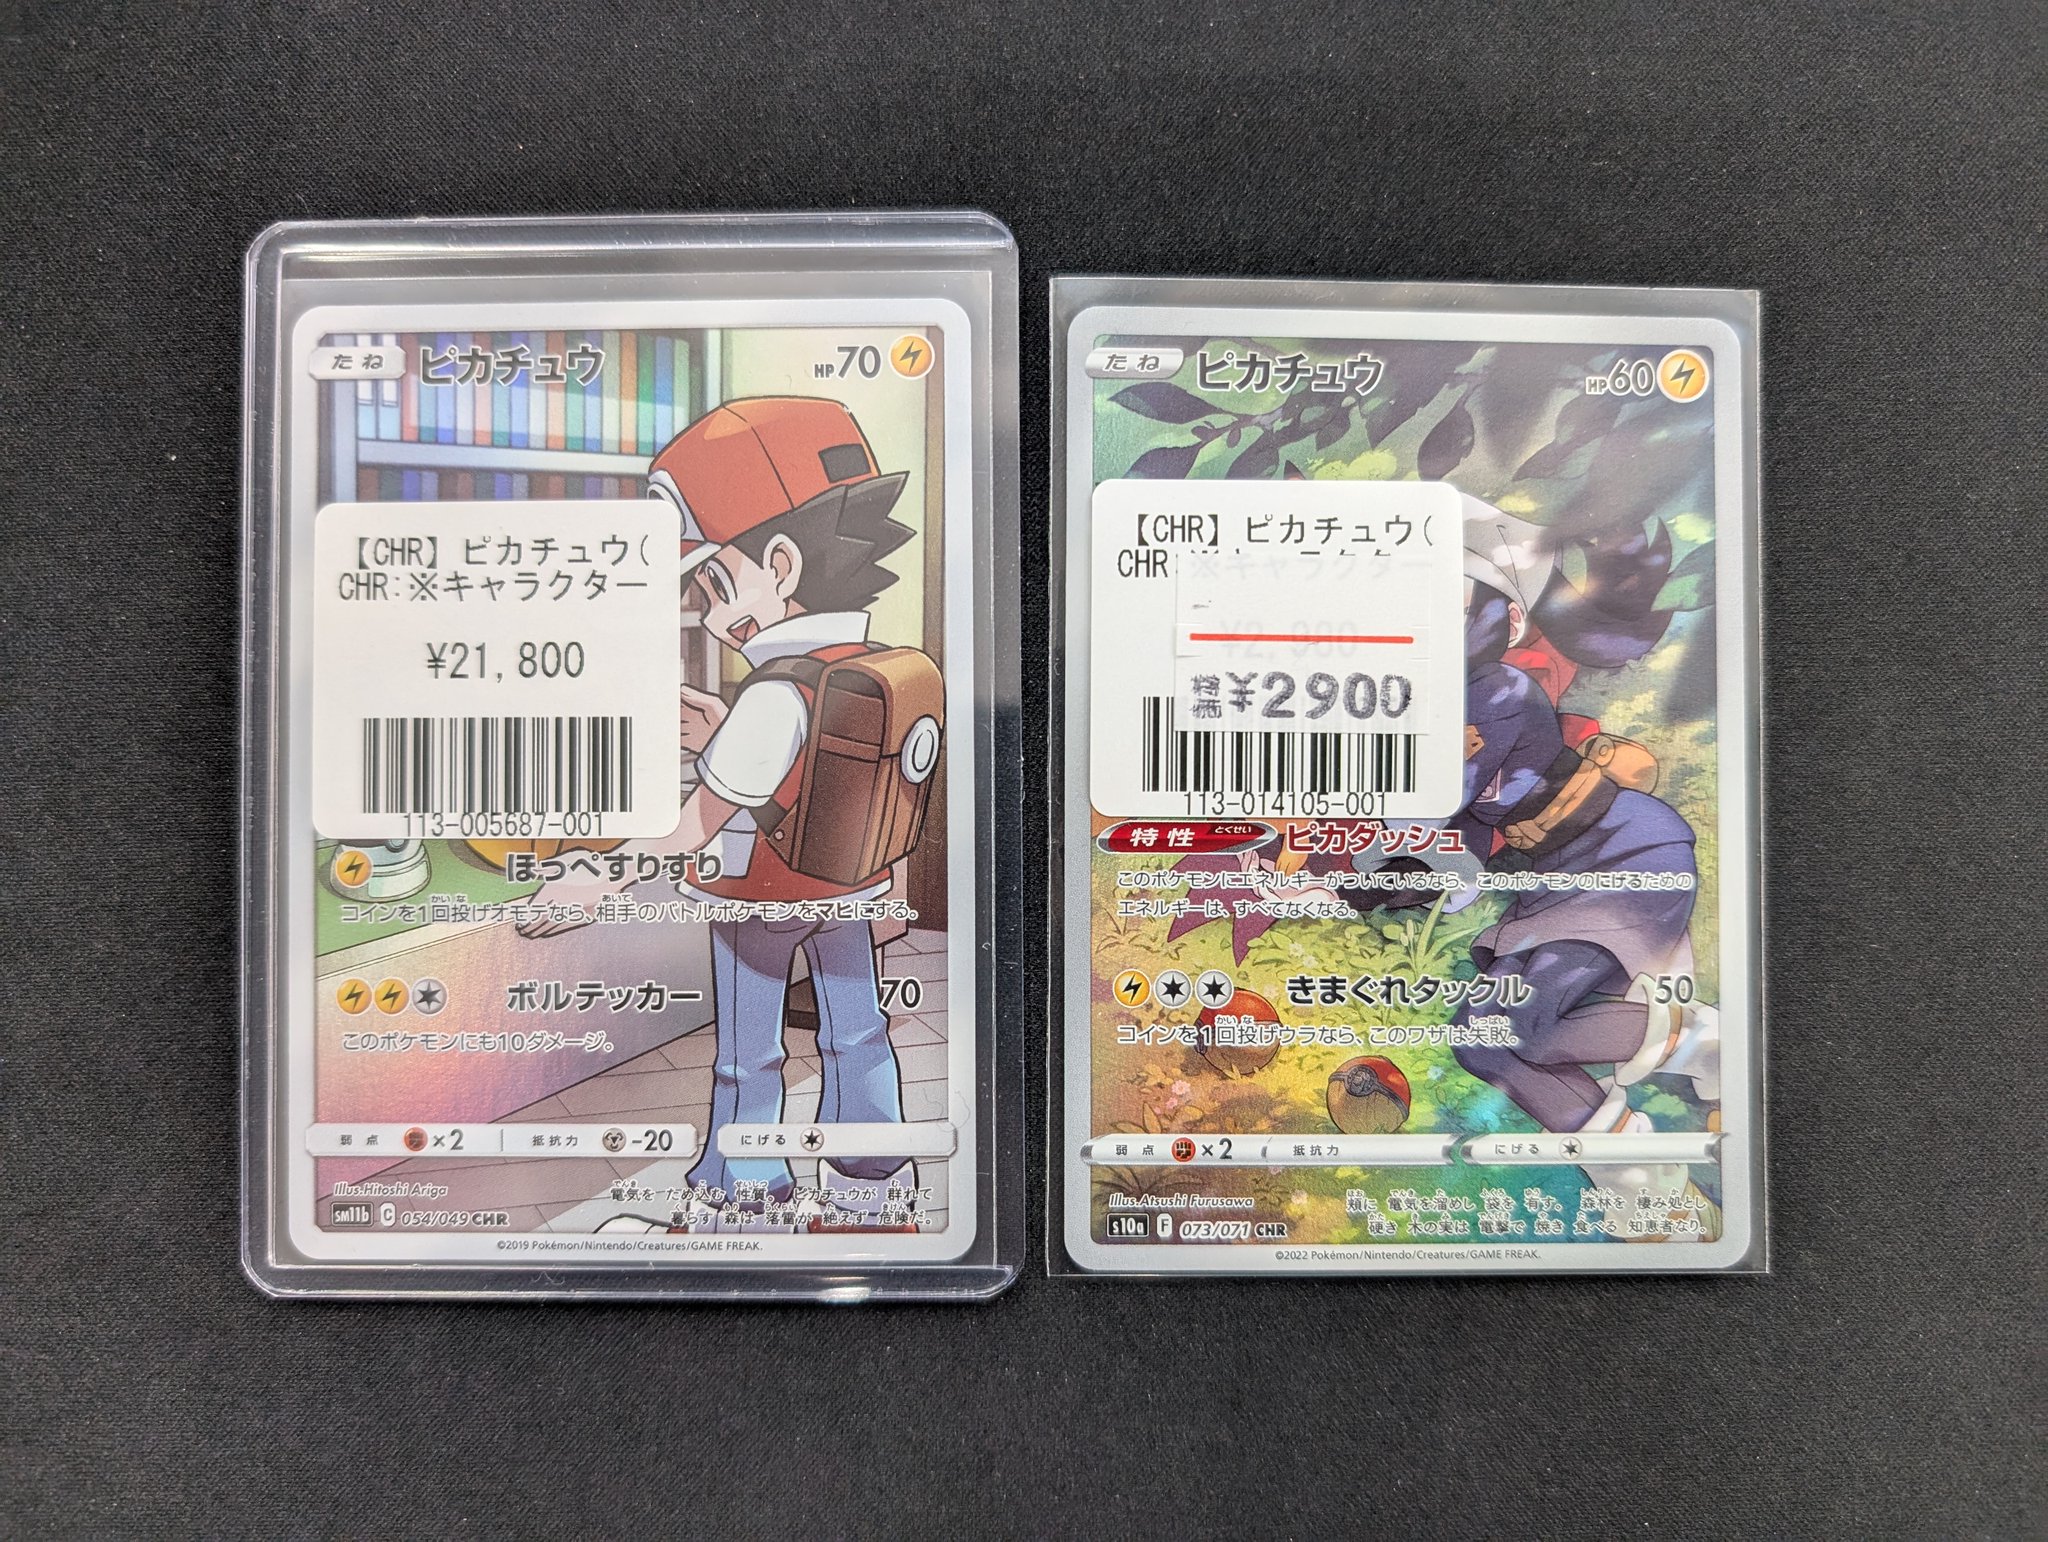 たね ピカチュウ HP70
【CHR】ピカチュウ(
CHR:※キャラクター
¥21,800
113-005687-001
ほっぺすりすり
コインを1回投げオモテなら、相手のバトルポケモンをマヒにする。
ボルテッカー 70
このポケモンにも10ダメージ。
弱点 ×2 抵抗力 -20 にげる
Illus.Hitoshi Ariga
電気を ため込む 性質。 ピカチュウが 群れて
暮らす 森は 落雷が 絶えず 危険だ。
sm11b C 054/049 CHR
©2019 Pokémon/Nintendo/Creatures/GAME FREAK.
たね ピカチュウ HP60
【CHR】ピカチュウ(
CHR:※キャラクター
¥2,980
特価 ¥2900
113-014105-001
特性 とくせい ピカダッシュ
このポケモンにエネルギーがついているなら、このポケモンのにげるための
エネルギーは、すべてなくなる。
きまぐれタックル 50
コインを1回投げウラなら、このワザは失敗。
弱点 ×2 抵抗力 にげる
Illus.Atsushi Furusawa
頬に 電気を溜めし 袋を 有す。 森林を 棲み処とし
硬き 木の実は 電撃で 焼き 食べる 知恵者なり。
s10a F 073/071 CHR
©2022 Pokémon/Nintendo/Creatures/GAME FREAK.